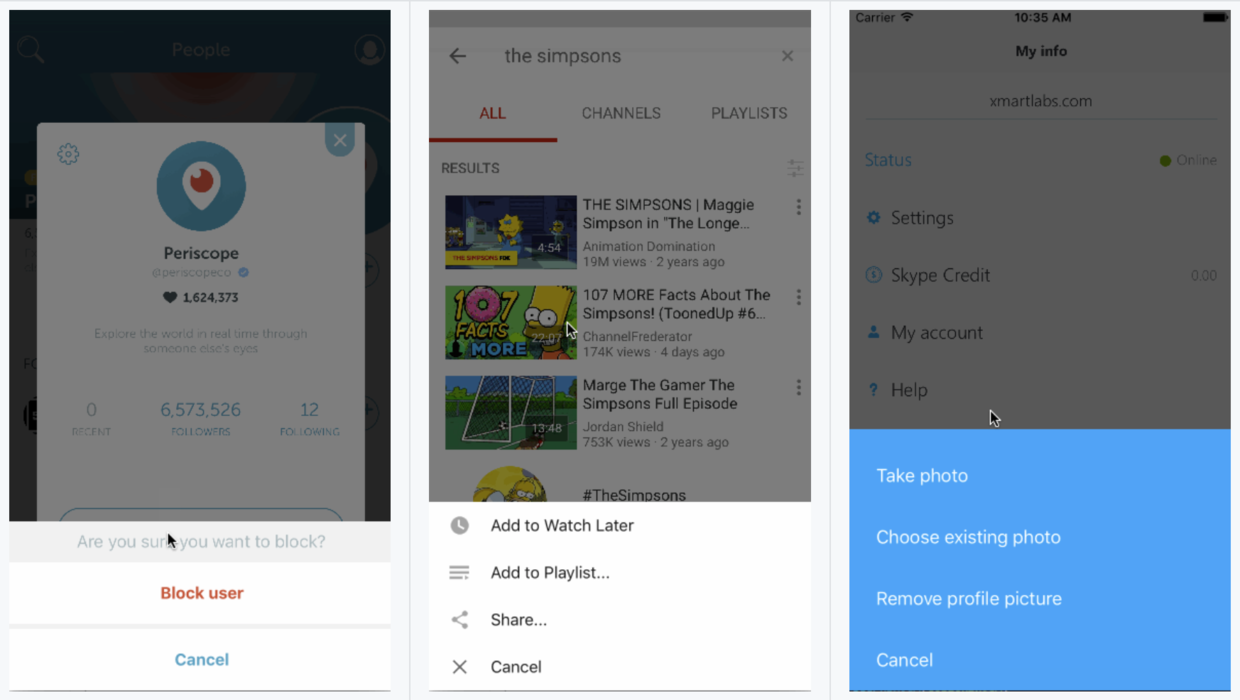 People
Periscope
@periscopeco
1,624,373
Explore the world in real time through
someone else's eyes
0
6,573,526
12
RECENT
FOLLOWERS
FOLLOWING
Are you sure you want to block?
Block user
Cancel
the simpsons
ALL
CHANNELS
PLAYLISTS
RESULTS
THE SIMPSONS FOX
4:54
THE SIMPSONS | Maggie
Simpson in "The Longe...
Animation Domination
19M views · 2 years ago
107
FACTS
MORE
22:07
107 MORE Facts About The
Simpsons! (ToonedUp #6...
ChannelFrederator
174K views · 4 days ago
13:48
Marge The Gamer The
Simpsons Full Episode
Jordan Shield
753K views · 2 years ago
#TheSimpsons
Add to Watch Later
Add to Playlist...
Share...
Cancel
Carrier
10:35 AM
My info
xmartlabs.com
Status
Online
Settings
Skype Credit
0.00
My account
Help
Take photo
Choose existing photo
Remove profile picture
Cancel